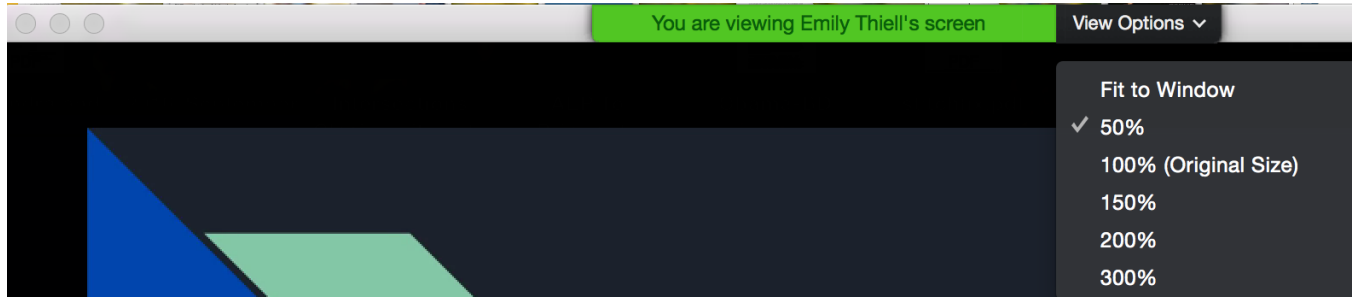 You are viewing Emily Thiell's screen View Options
Fit to Window
50%
100% (Original Size)
150%
200%
300%